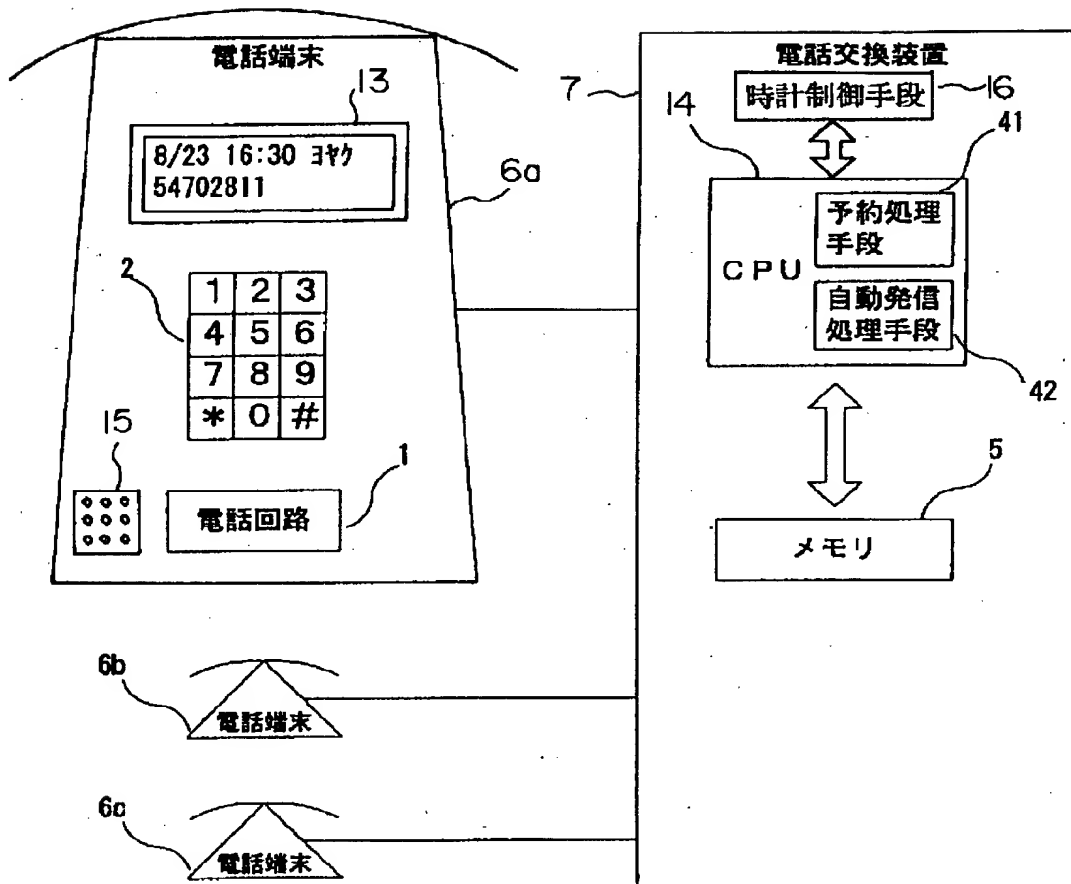 電話端末
13
8/23 16:30 ヨヤク
54702811
6a
2
1 2 3
4 5 6
7 8 9
* 0 #
15
電話回路
1
6b
電話端末
6c
電話端末
7
電話交換装置
時計制御手段
16
14
41
CPU
予約処理
手段
自動発信
処理手段
42
5
メモリ